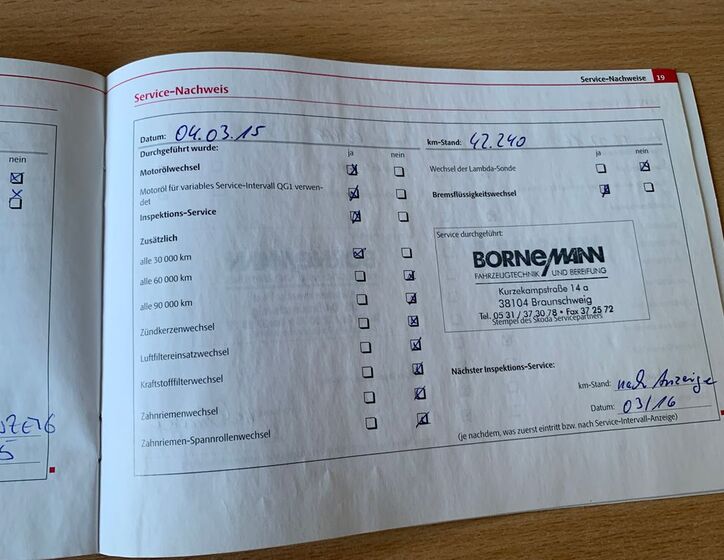 nein
NZEIG
5
Service-Nachweise 19
Service-Nachweis
Datum: 04.03.15
km-Stand: 42.240
Durchgeführt wurde:
ja nein
ja nein
Motorölwechsel
Motoröl für variables Service-Intervall QG1 verwen-
det
Inspektions-Service
Zusätzlich
alle 30 000 km
alle 60 000 km
alle 90 000 km
Zündkerzenwechsel
Luftfiltereinsatzwechsel
Kraftstofffilterwechsel
Zahnriemenwechsel
Zahnriemen-Spannrollenwechsel
Wechsel der Lambda-Sonde
Bremsflüssigkeitswechsel
Service durchgeführt:
BORNEMANN
FAHRZEUGTECHNIK UND BEREIFUNG
Kurzekampstraße 14 a
38104 Braunschweig
Tel. 05 31 / 37 30 78 • Fax 37 25 72
Stempel des Škoda Servicepartners
Nächster Inspektions-Service:
km-Stand: nach Anzeige
Datum: 03/16
(je nachdem, was zuerst eintritt bzw. nach Service-Intervall-Anzeige)